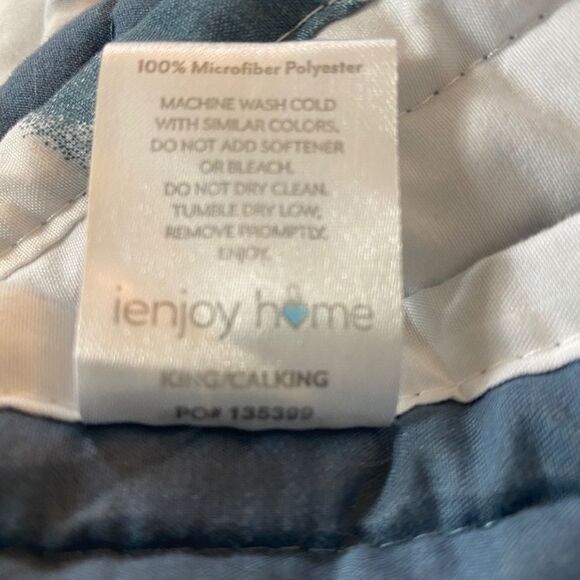 100% Microfiber Polyester
MACHINE WASH COLD
WITH SIMILAR COLORS.
DO NOT ADD SOFTENER
OR BLEACH.
DO NOT DRY CLEAN.
TUMBLE DRY LOW;
REMOVE PROMPTLY.
ENJOY.
ienjoy home
KING/CALKING
PO# 135399